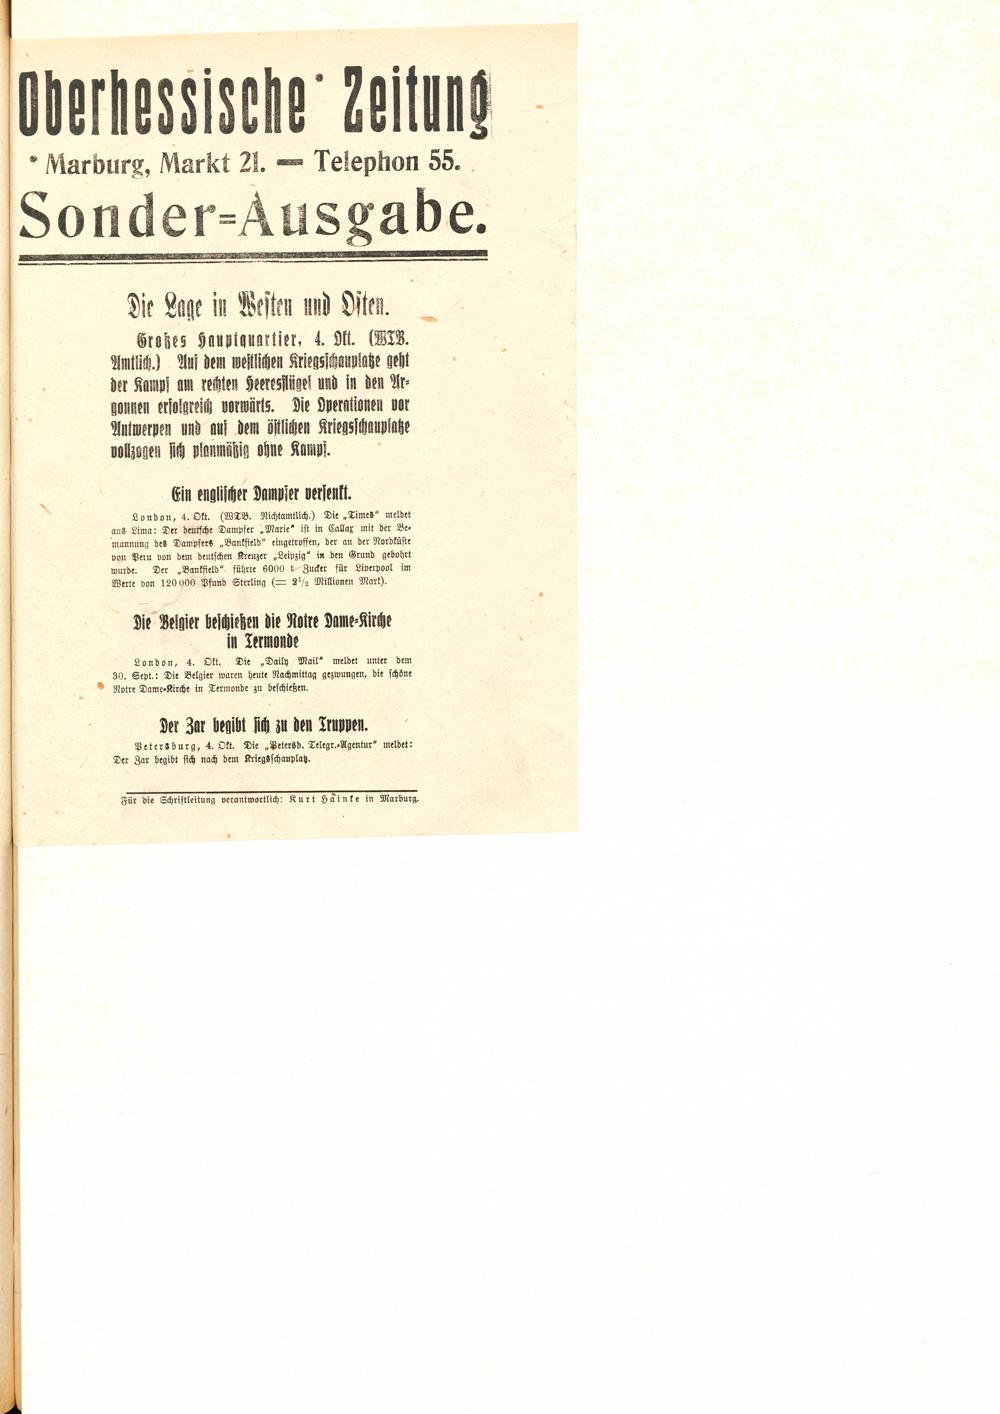 Oberhessische Zeitung
Marburg, Markt 21. — Telephon 55.
Sonder=Ausgabe.
Die Lage in Westen und Osten.
Großes Hauptquartier, 4. Okt. (WTB.
Amtlich.) Auf dem westlichen Kriegsschauplatze geht
der Kampf am rechten Heeresflügel und in den Ar-
gonnen erfolgreich vorwärts. Die Operationen vor
Antwerpen und auf dem östlichen Kriegsschauplatze
vollzogen sich planmäßig ohne Kampf.
Ein englischer Dampfer versenkt.
London, 4. Okt. (WTB. Nichtamtlich.) Die „Times“ meldet
aus Lima: Der deutsche Dampfer „Marie“ ist in Callax mit der Be-
mannung des Dampfers „Bankfield“ eingetroffen, der an der Nordküste
von Peru von dem deutschen Kreuzer „Leipzig“ in den Grund gebohrt
wurde. Der „Bankfield“ führte 6000 t Zucker für Liverpool im
Werte von 120 000 Pfund Sterling (= 2½ Millionen Mark).
Die Belgier beschießen die Notre Dame-Kirche
in Termonde
London, 4. Okt. Die „Daily Mail“ meldet unter dem
30. Sept.: Die Belgier waren heute Nachmittag gezwungen, die schöne
Notre Dame-Kirche in Termonde zu beschießen.
Der Zar begibt sich zu den Truppen.
Petersburg, 4. Okt. Die „Petersb. Telegr.-Agentur“ meldet:
Der Zar begibt sich nach dem Kriegsschauplatz.
Für die Schriftleitung verantwortlich: Kurt Hainke in Marburg.